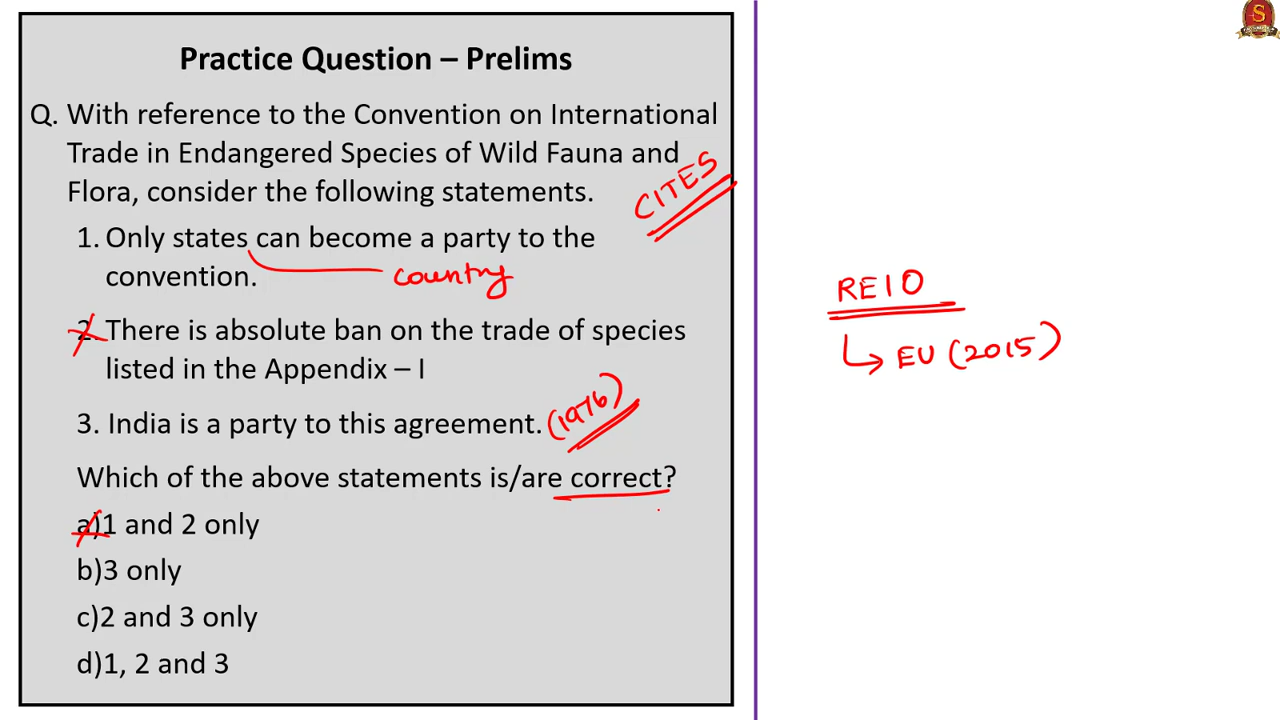 Practice Question – Prelims
Q. With reference to the Convention on International
Trade in Endangered Species of Wild Fauna and
Flora, consider the following statements.
CITES
1. Only states can become a party to the
convention.
country
2. There is absolute ban on the trade of species
listed in the Appendix – I
3. India is a party to this agreement. (1976)
Which of the above statements is/are correct?
a)1 and 2 only
b)3 only
c)2 and 3 only
d)1, 2 and 3
REIO
EU (2015)
S